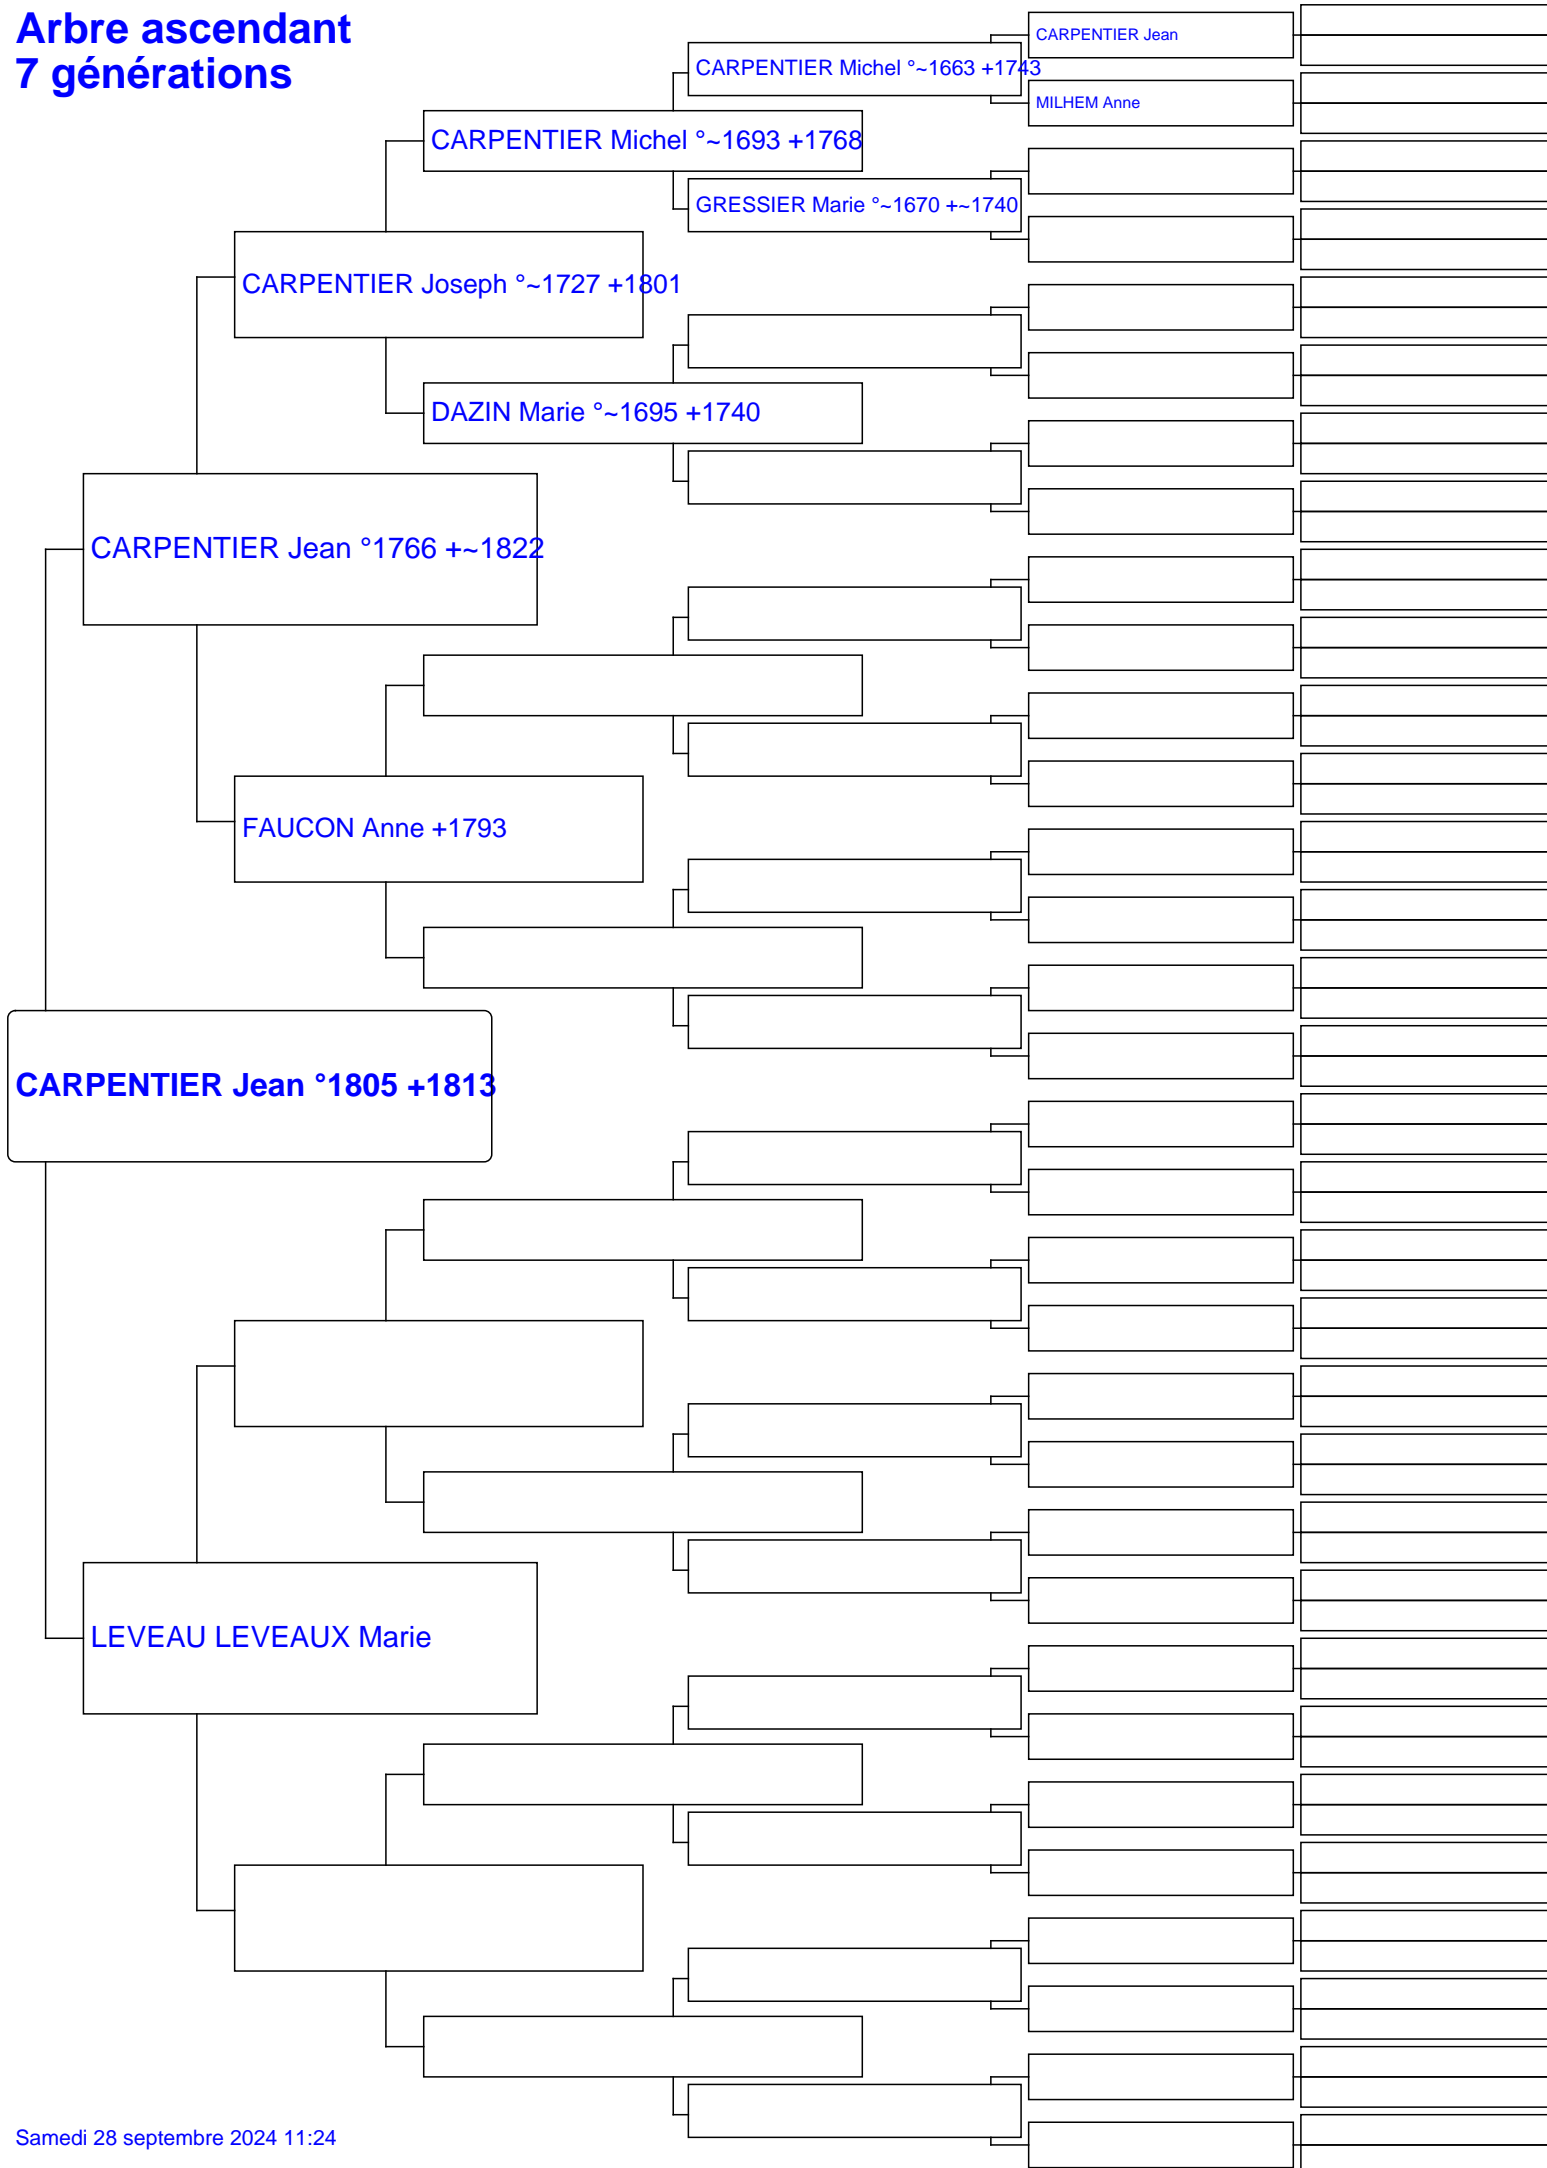 Arbre ascendant
7 générations
CARPENTIER Jean
CARPENTIER Michel °~1663 +1743
MILHEM Anne
CARPENTIER Michel °~1693 +1768
GRESSIER Marie °~1670 +~1740
CARPENTIER Joseph °~1727 +1801
DAZIN Marie °~1695 +1740
CARPENTIER Jean °1766 +~1822
FAUCON Anne +1793
CARPENTIER Jean °1805 +1813
LEVEAU LEVEAUX Marie
Samedi 28 septembre 2024 11:24